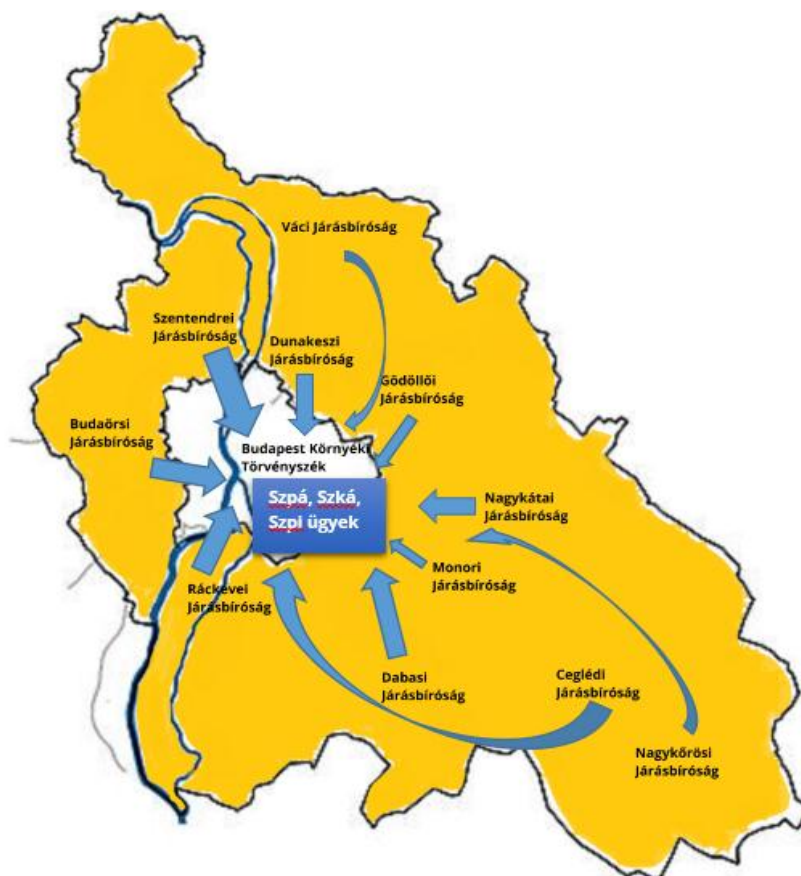 Váci Járásbíróság
Szentendrei
Járásbíróság
Dunakeszi
Járásbíróság
Gödöllői
Járásbíróság
Budaörsi
Járásbíróság
Budapest Környéki
Törvényszék
Szpá, Szká,
Szpi ügyek
Nagykátai
Járásbíróság
Monori
Járásbíróság
Ráckevei
Járásbíróság
Dabasi
Járásbíróság
Ceglédi
Járásbíróság
Nagykőrösi
Járásbíróság